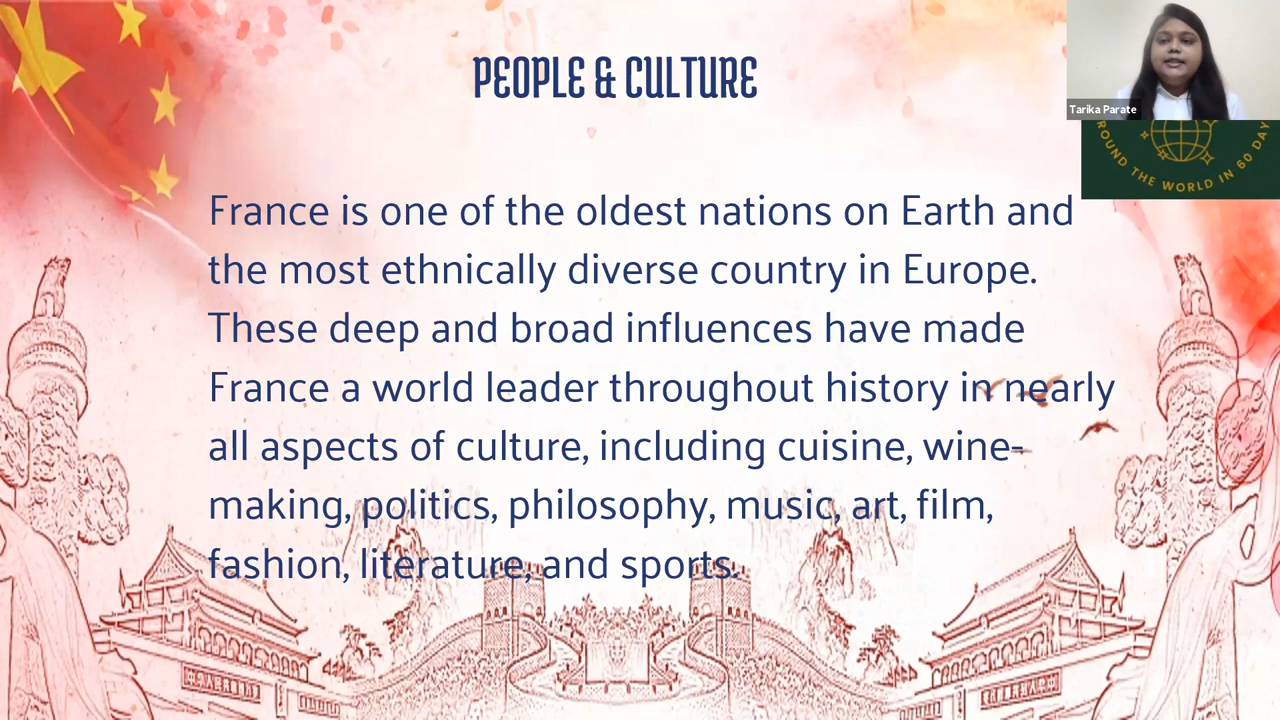 PEOPLE & CULTURE
Tarika Parate
ROUND THE WORLD IN 60 DAY
France is one of the oldest nations on Earth and
the most ethnically diverse country in Europe.
These deep and broad influences have made
France a world leader throughout history in nearly
all aspects of culture, including cuisine, wine-
making, politics, philosophy, music, art, film,
fashion, literature, and sports.